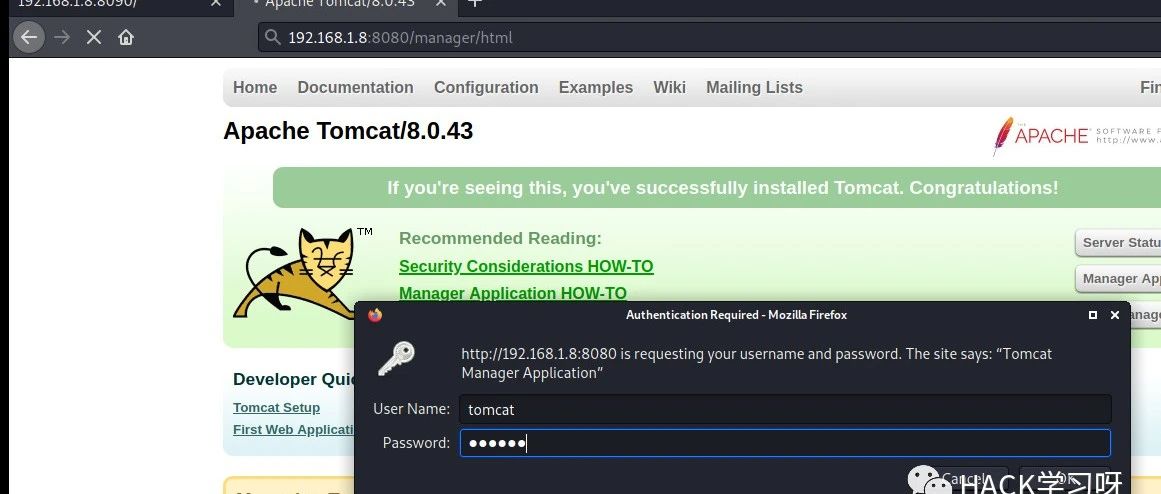 192.168.1.8:8090/
Apache Tomcat/8.0.43
192.168.1.8:8080/manager/html
Home Documentation Configuration Examples Wiki Mailing Lists Fin
Apache Tomcat/8.0.43
THE APACHE SOFTWARE F
http://www.a
If you're seeing this, you've successfully installed Tomcat. Congratulations!
TM
Recommended Reading:
Security Considerations HOW-TO
Manager Application HOW-TO
Server Statu
Manager App
anage
Authentication Required - Mozilla Firefox
http://192.168.1.8:8080 is requesting your username and password. The site says: “Tomcat
Manager Application”
Developer Quic
Tomcat Setup
First Web Applicati
User Name: tomcat
Password: ●●●●●●
Cancel OK
HACK学习呀